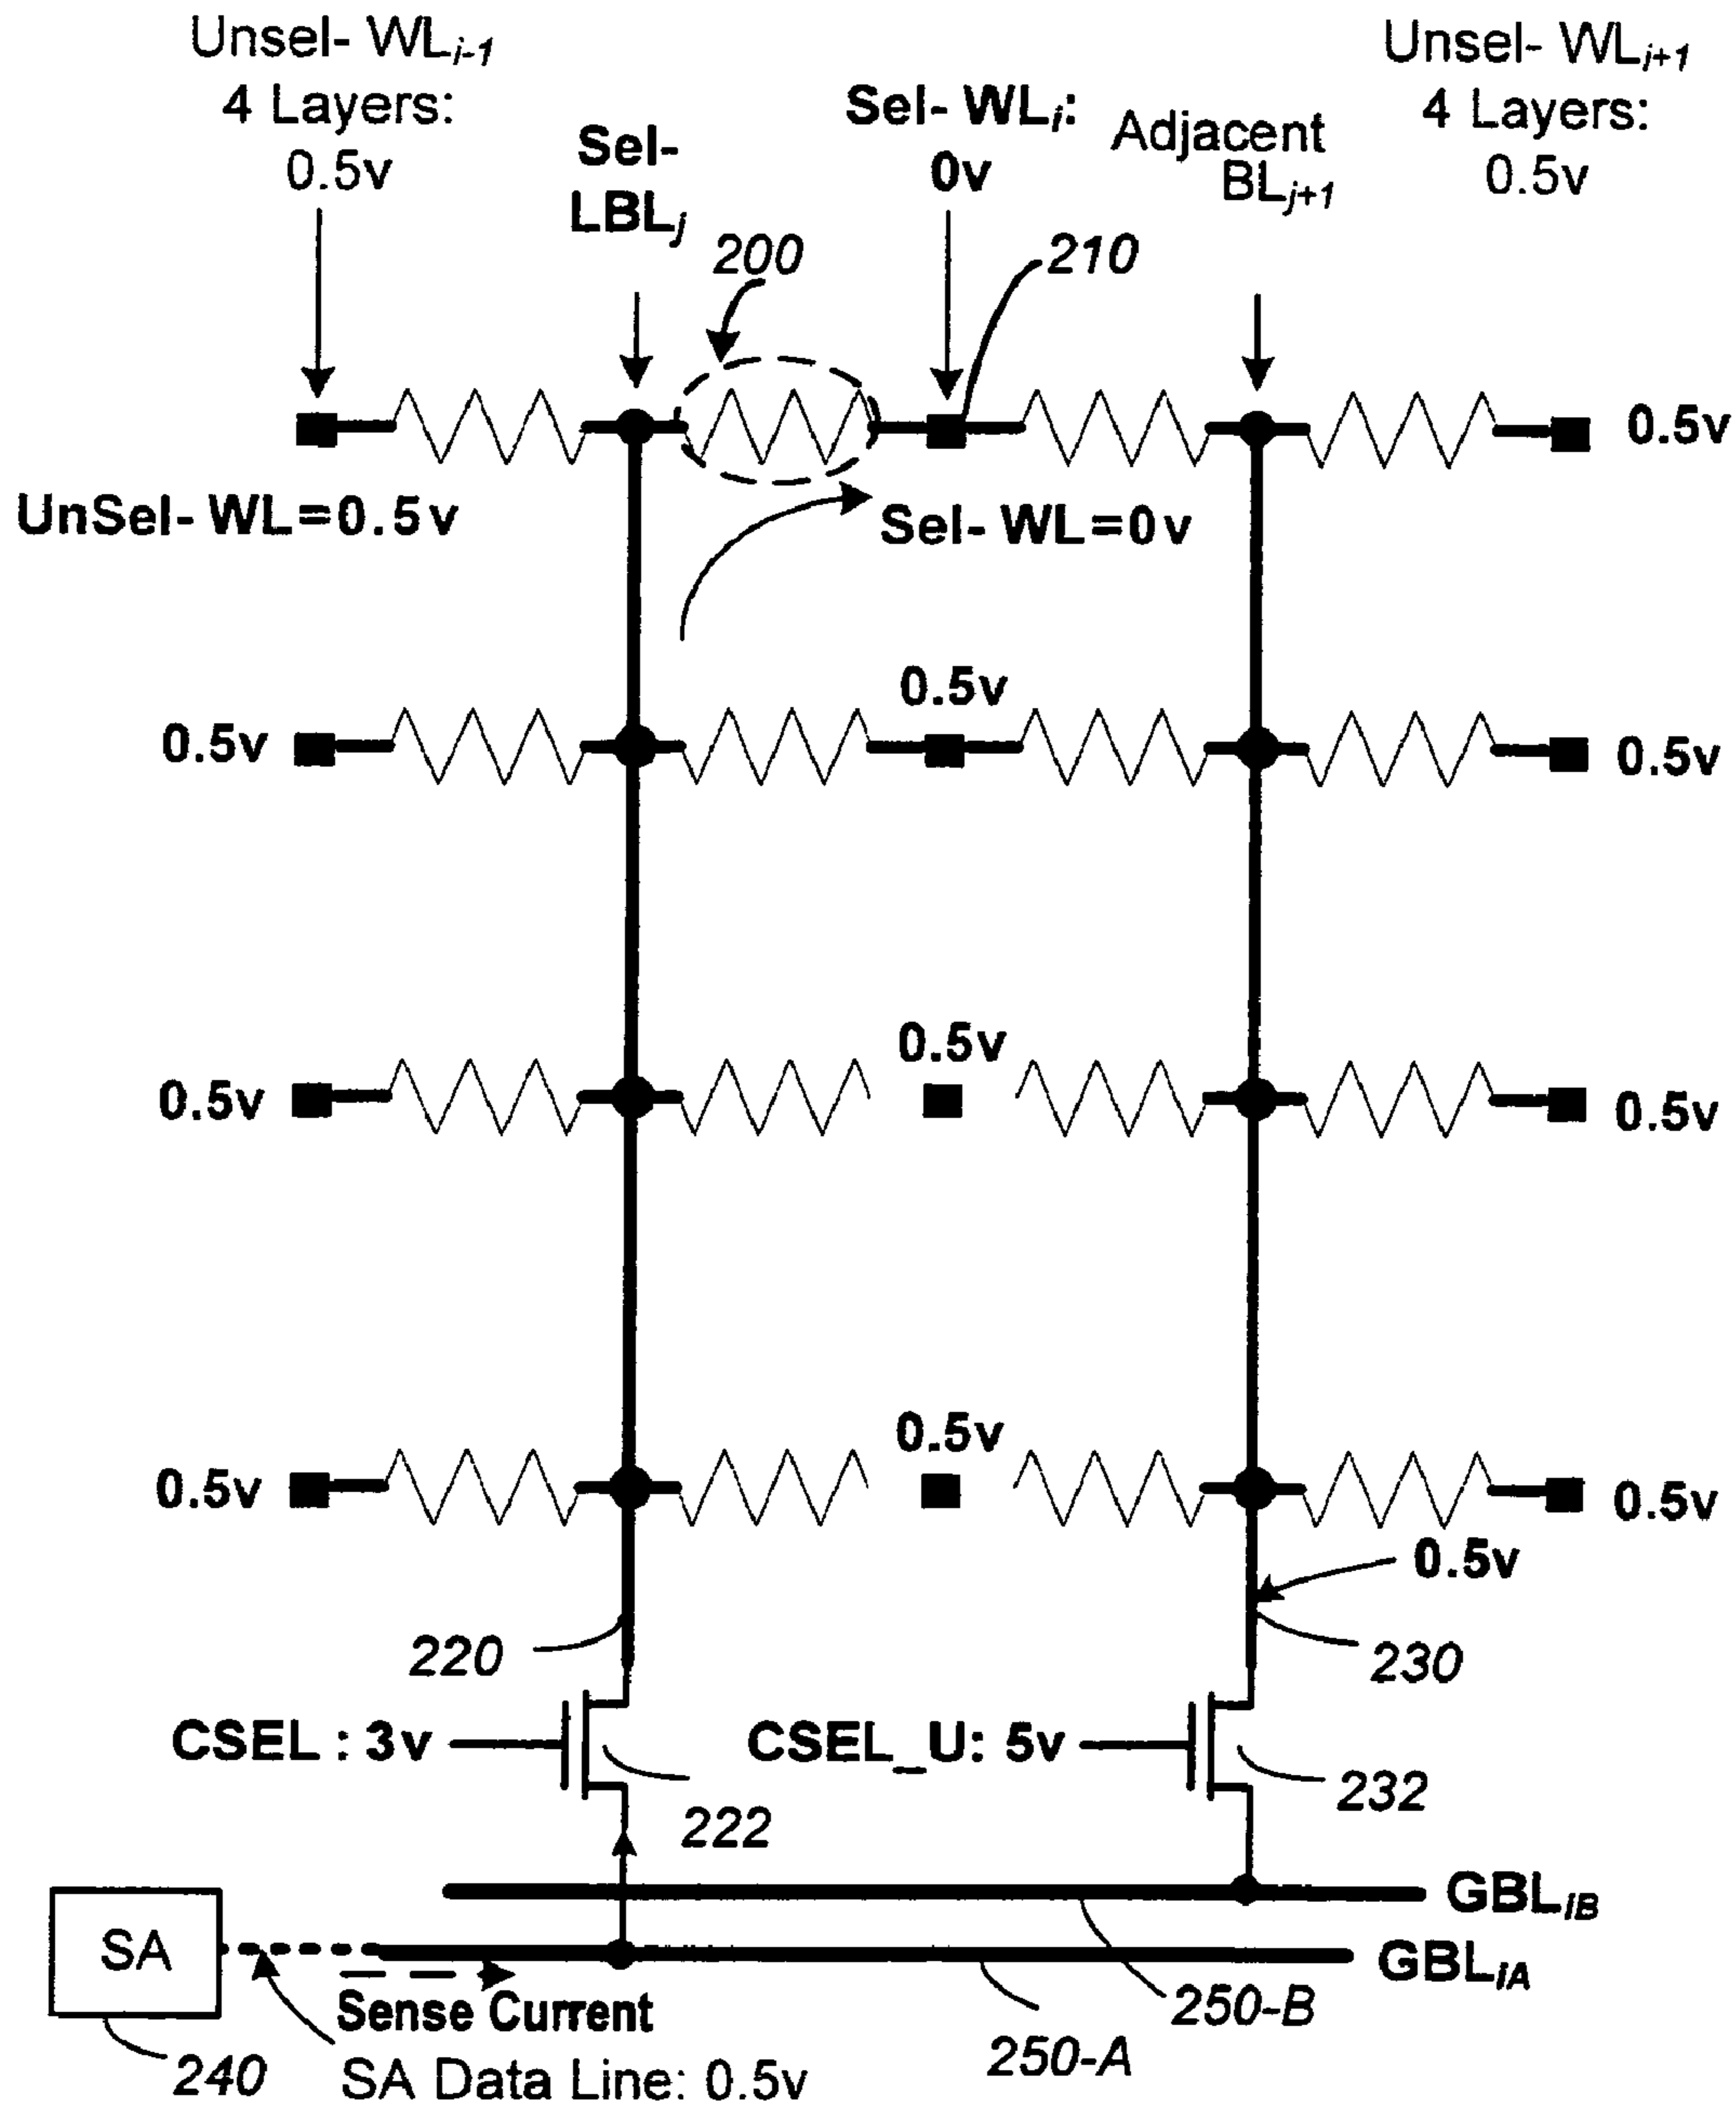 Unsel- WLi-1
4 Layers:
0.5v
Sel-
LBLj
Sel- WLi:
0v
Adjacent
BLj+1
Unsel- WLi+1
4 Layers:
0.5v
200
210
0.5v
UnSel- WL=0.5v
Sel- WL=0v
0.5v
0.5v
0.5v
0.5v
0.5v
0.5v
0.5v
0.5v
0.5v
0.5v
220
230
CSEL : 3v
CSEL_U: 5v
222
232
GBLiB
SA
GBLiA
Sense Current
250-B
240
SA Data Line: 0.5v
250-A